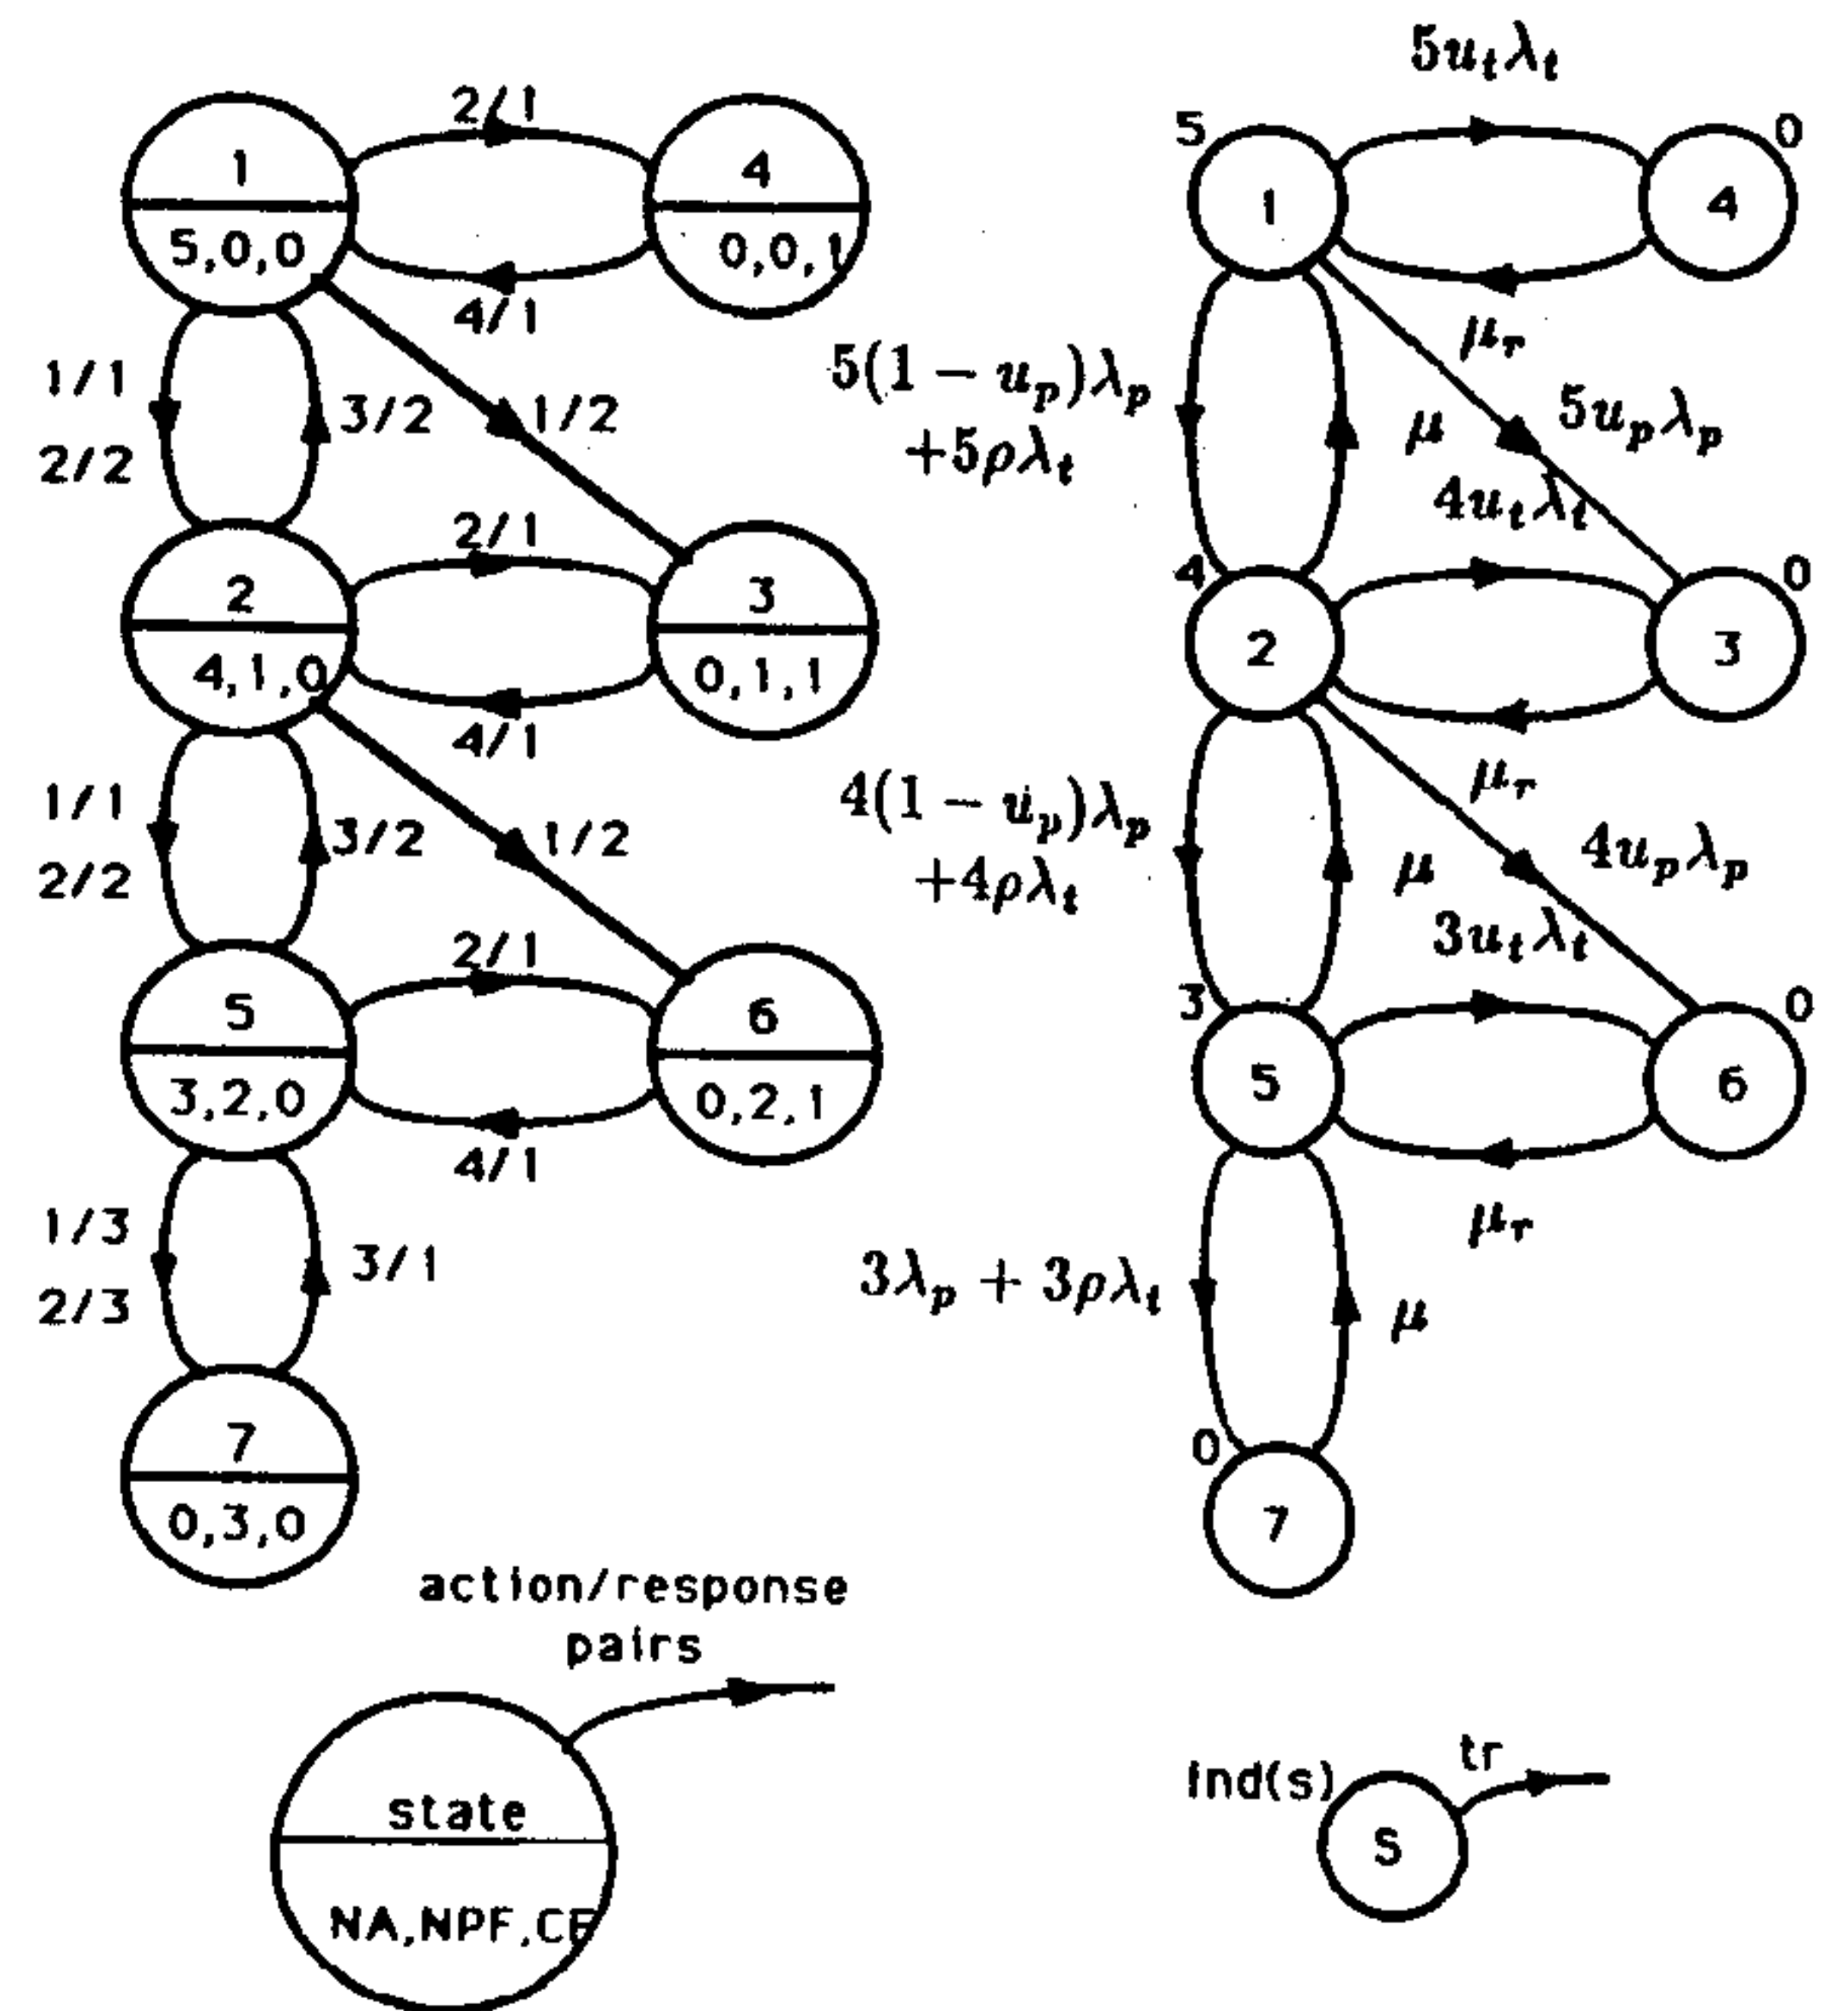 1
5,0,0
2/1
4
0,0,1
4/1
1/1
2/2
3/2
1/2
2
4,1,0
2/1
3
0,1,1
4/1
1/1
2/2
3/2
1/2
5
3,2,0
2/1
6
0,2,1
4/1
1/3
2/3
3/1
7
0,3,0
action/response
pairs
state
NA,NPF,CF
5uₜλₜ
5
1
0
4
μᵣ
5(1 − uₚ)λₚ
+5ρλₜ
μ
5uₚλₚ
4uₜλₜ
4
2
0
3
μᵣ
4(1 − uₚ)λₚ
+4ρλₜ
μ
4uₚλₚ
3uₜλₜ
3
5
0
6
μᵣ
3λₚ + 3ρλₜ
μ
0
7
ind(s)
tr
S